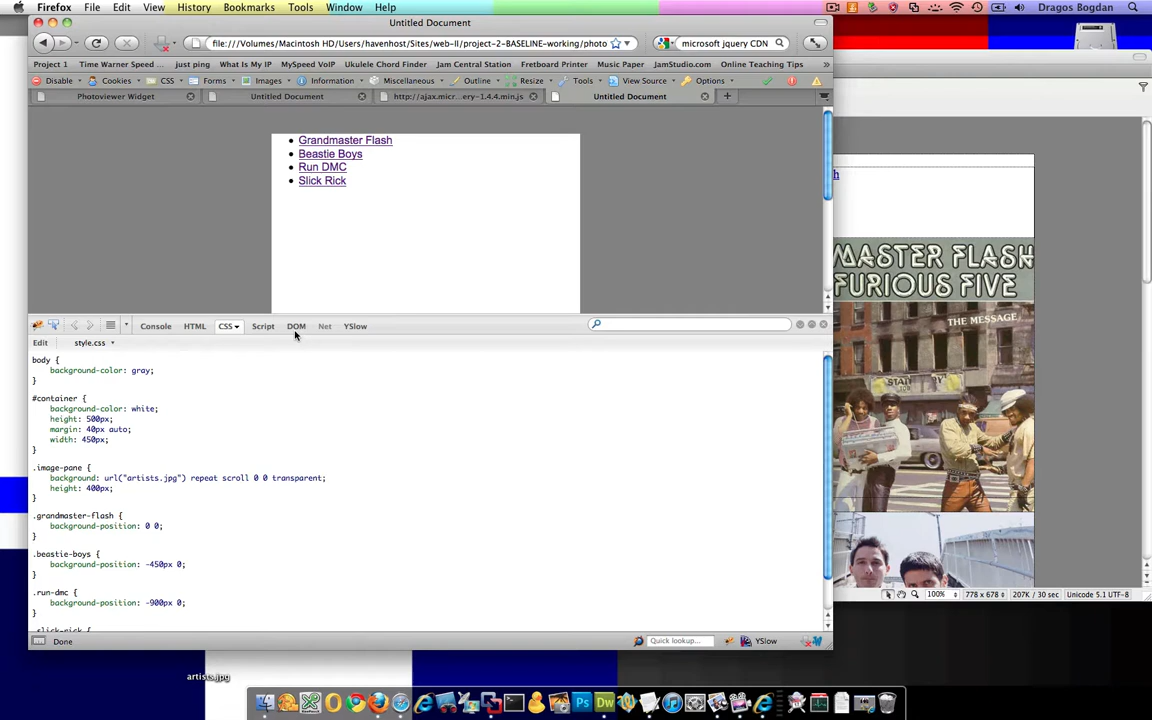 Firefox File Edit View History Bookmarks Tools Window Help
Dragos Bogdan
Untitled Document
file:///Volumes/Macintosh HD/Users/havenhost/Sites/web-II/project-2-BASELINE-working/photo
microsoft jquery CDN
Project 1 Time Warner Speed ... just ping What Is My IP MySpeed VoIP Ukulele Chord Finder Jam Central Station Fretboard Printer Music Paper JamStudio.com Online Teaching Tips
Disable Cookies CSS Forms Images Information Miscellaneous Outline Resize Tools View Source Options
Photoviewer Widget Untitled Document http://ajax.micr...ery-1.4.4.min.js Untitled Document
Grandmaster Flash
Beastie Boys
Run DMC
Slick Rick
h
MASTER FLASH
FURIOUS FIVE
THE MESSAGE
Console HTML CSS Script DOM Net YSlow
Edit style.css
body {
background-color: gray;
}
#container {
background-color: white;
height: 500px;
margin: 40px auto;
width: 450px;
}
.image-pane {
background: url("artists.jpg") repeat scroll 0 0 transparent;
height: 400px;
}
.grandmaster-flash {
background-position: 0 0;
}
.beastie-boys {
background-position: -450px 0;
}
.run-dmc {
background-position: -900px 0;
}
.slick-rick {
Done
Quick lookup...
YSlow
100% 778 x 678 207K / 30 sec Unicode 5.1 UTF-8
artists.jpg
Ps Dw